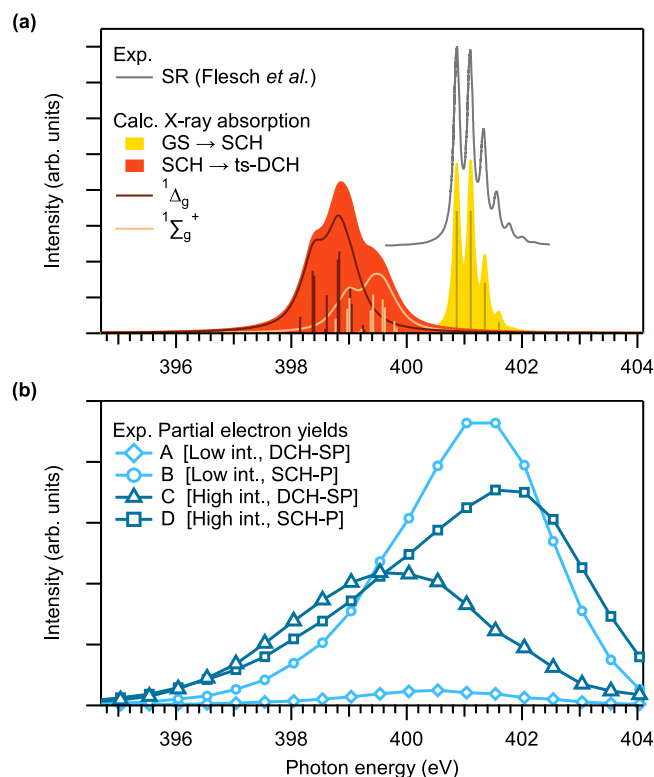 (a)
Exp.
SR (Flesch et al.)
Calc. X-ray absorption
GS → SCH
SCH → ts-DCH
¹Δg
¹Σg⁺
Intensity (arb. units)
396 398 400 402 404
(b)
Exp. Partial electron yields
A [Low int., DCH-SP]
B [Low int., SCH-P]
C [High int., DCH-SP]
D [High int., SCH-P]
Intensity (arb. units)
396 398 400 402 404
Photon energy (eV)